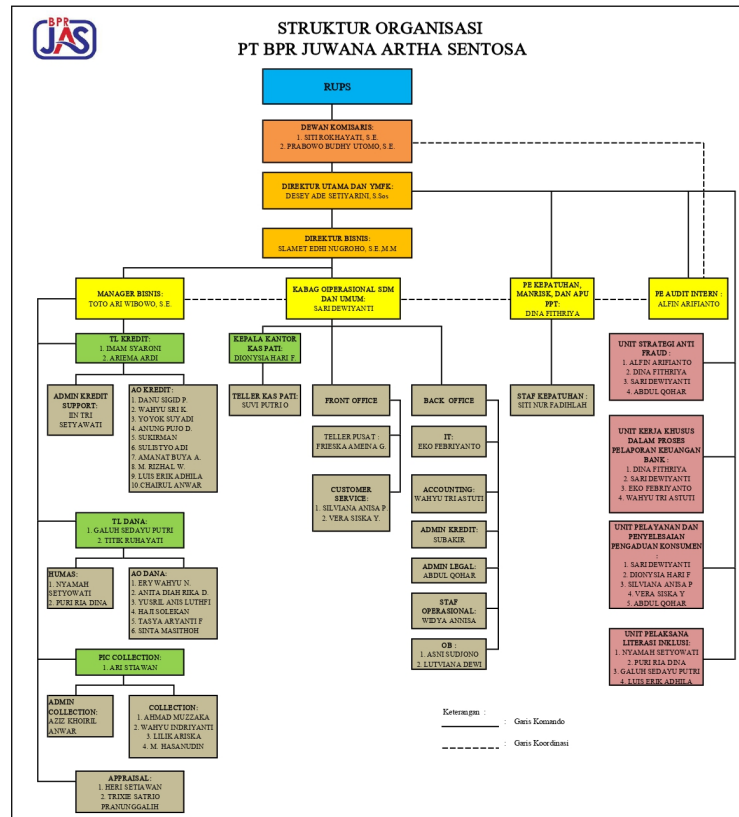 BPR
JAS
STRUKTUR ORGANISASI
PT BPR JUWANA ARTHA SENTOSA
RUPS
DEWAN KOMISARIS:
1. SITI ROKHAYATI, S.E.
2. PRABOWO BUDHY UTOMO, S.E.
DIREKTUR UTAMA DAN YMFK:
DESEY ADE SETIYARINI, S.Sos
DIREKTUR BISNIS:
SLAMET EDHI NUGROHO, S.E.,M.M
MANAGER BISNIS:
TOTO ARI WIBOWO, S.E.
KABAG OIPERASIONAL SDM
DAN UMUM:
SARI DEWIYANTI
PE KEPATUHAN,
MANRISK, DAN APU
PPT:
DINA FITHRIYA
PE AUDIT INTERN :
ALFIN ARIFIANTO
TL KREDIT:
1. IMAM SYARONI
2. ARIEMA ARDI
ADMIN KREDIT
SUPPORT:
IIN TRI
SETYAWATI
AO KREDIT:
1. DANU SIGID P.
2. WAHYU SRI K.
3. YOYOK SUYADI
4. ANUNG PUJO D.
5. SUKIRMAN
6. SULISTYO ADI
7. AMANAT BUYA A.
8. M. RIZHAL W.
9. LUIS ERIK ADHILA
10.CHAIRUL ANWAR
KEPALA KANTOR
KAS PATI:
DIONYSIA HARI F.
TELLER KAS PATI:
SUVI PUTRI O
FRONT OFFICE
TELLER PUSAT :
FRIESKA AMEINA G.
CUSTOMER
SERVICE:
1. SILVIANA ANISA P.
2. VERA SISKA Y.
BACK OFFICE
IT:
EKO FEBRIYANTO
ACCOUNTING:
WAHYU TRI ASTUTI
ADMIN KREDIT:
SUBAKIR
ADMIN LEGAL:
ABDUL QOHAR
STAF
OPERASIONAL:
WIDYA ANNISA
OB :
1. ASNI SUDJONO
2. LUTVIANA DEWI
STAF KEPATUHAN :
SITI NUR FADIHLAH
UNIT STRATEGI ANTI
FRAUD :
1. ALFIN ARIFIANTO
2. DINA FITHRIYA
3. SARI DEWIYANTI
4. ABDUL QOHAR
UNIT KERJA KHUSUS
DALAM PROSES
PELAPORAN KEUANGAN
BANK :
1. DINA FITHRIYA
2. SARI DEWIYANTI
3. EKO FEBRIYANTO
4. WAHYU TRI ASTUTI
UNIT PELAYANAN DAN
PENYELESAIAN
PENGADUAN KONSUMEN
:
1. SARI DEWIYANTI
2. DIONYSIA HARI F
3. SILVIANA ANISA P
4. VERA SISKA Y
5. ABDUL QOHAR
UNIT PELAKSANA
LITERASI INKLUSI:
1. NYAMAH SETYOWATI
2. PURI RIA DINA
3. GALUH SEDAYU PUTRI
4. LUIS ERIK ADHILA
TL DANA:
1. GALUH SEDAYU PUTRI
2. TITIK RUHAYATI
HUMAS:
1. NYAMAH
SETYOWATI
2. PURI RIA DINA
AO DANA:
1. ERY WAHYU N.
2. ANITA DIAH RIKA D.
3. YUSRIL ANIS LUTHFI
4. HAJI SOLEKAN
5. TASYA ARYANTI F
6. SINTA MASITHOH
PIC COLLECTION:
1. ARI STIAWAN
ADMIN
COLLECTION:
AZIZ KHOIRIL
ANWAR
COLLECTION:
1. AHMAD MUZZAKA
2. WAHYU INDRIYANTI
3. LILIK ARISKA
4. M. HASANUDIN
APPRAISAL:
1. HERI SETIAWAN
2. TRIXIE SATRIO
PRANUNGGALIH
Keterangan :
: Garis Komando
: Garis Koordinasi